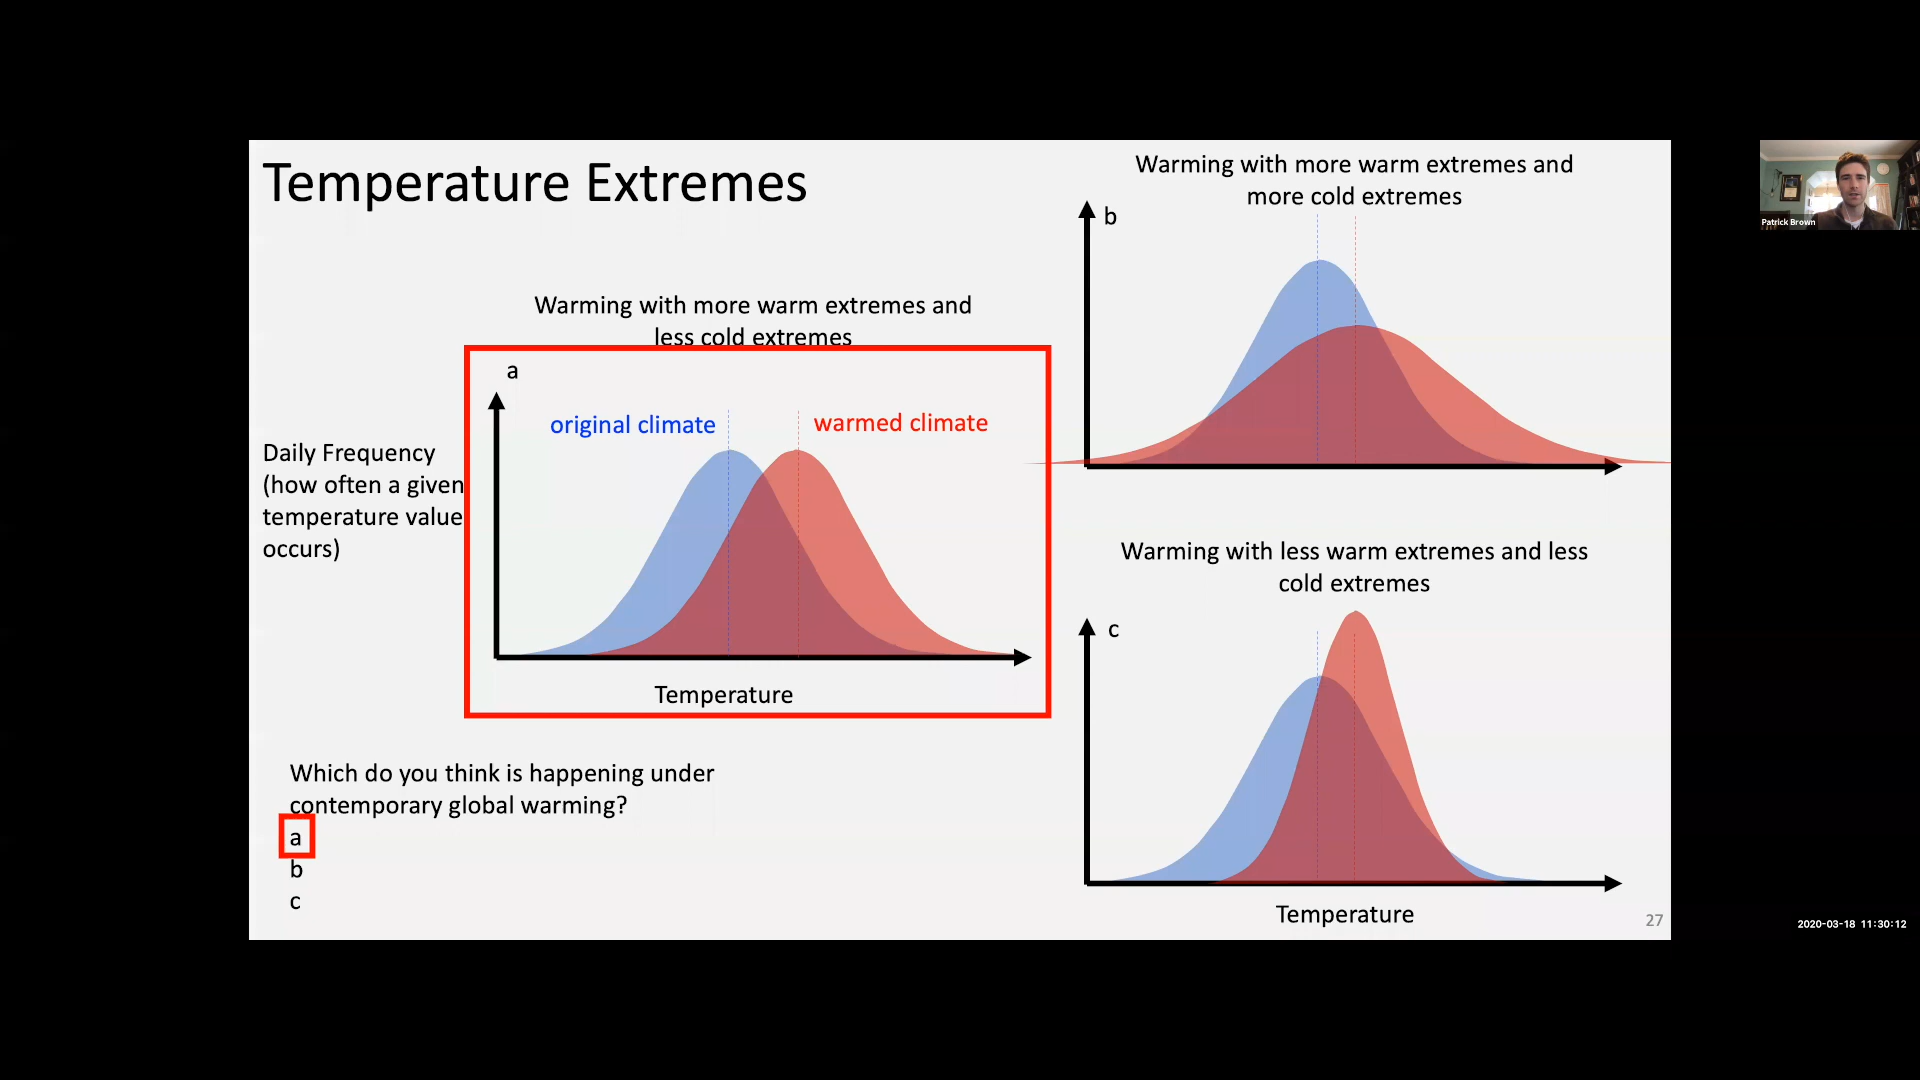 Temperature Extremes
Warming with more warm extremes and
less cold extremes
a
original climate
warmed climate
Daily Frequency
(how often a given
temperature value
occurs)
Temperature
Which do you think is happening under
contemporary global warming?
a
b
c
Warming with more warm extremes and
more cold extremes
b
Warming with less warm extremes and less
cold extremes
c
Temperature
27
Patrick Brown
2020-03-18 11:30:12